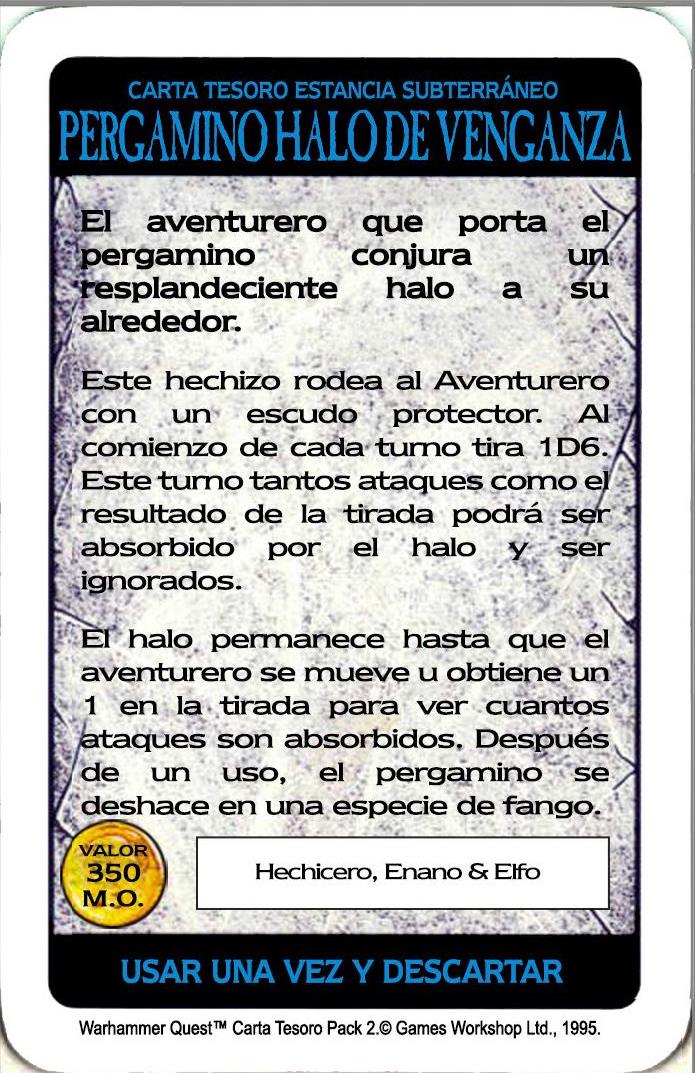 CARTA TESORO ESTANCIA SUBTERRÁNEO
PERGAMINO HALO DE VENGANZA
El aventurero que porta el
pergamino conjura un
resplandeciente halo a su
alrededor.
Este hechizo rodea al Aventurero
con un escudo protector. Al
comienzo de cada turno tira 1D6.
Este turno tantos ataques como el
resultado de la tirada podrá ser
absorbido por el halo y ser
ignorados.
El halo permanece hasta que el
aventurero se mueve u obtiene un
1 en la tirada para ver cuantos
ataques son absorbidos. Después
de un uso, el pergamino se
deshace en una especie de fango.
VALOR
350
M.O.
Hechicero, Enano & Elfo
USAR UNA VEZ Y DESCARTAR
Warhammer Quest™ Carta Tesoro Pack 2.© Games Workshop Ltd., 1995.